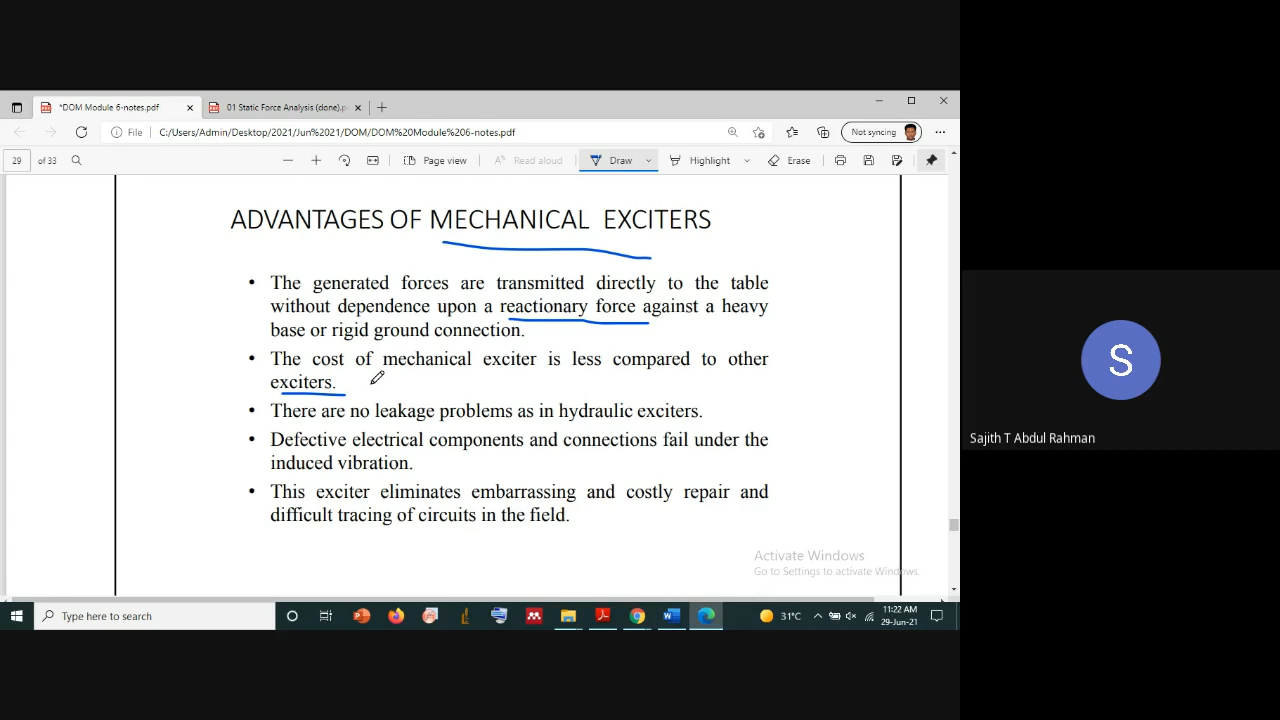 *DOM Module 6-notes.pdf
01 Static Force Analysis (done).p
File
C:/Users/Admin/Desktop/2021/Jun%2021/DOM/DOM%20Module%206-notes.pdf
Not syncing
29 of 33
Page view
Read aloud
Draw
Highlight
Erase
ADVANTAGES OF MECHANICAL EXCITERS
• The generated forces are transmitted directly to the table
without dependence upon a reactionary force against a heavy
base or rigid ground connection.
• The cost of mechanical exciter is less compared to other
exciters.
• There are no leakage problems as in hydraulic exciters.
• Defective electrical components and connections fail under the
induced vibration.
• This exciter eliminates embarrassing and costly repair and
difficult tracing of circuits in the field.
Activate Windows
Go to Settings to activate Windows.
S
Sajith T Abdul Rahman
Type here to search
31°C
11:22 AM
29-Jun-21